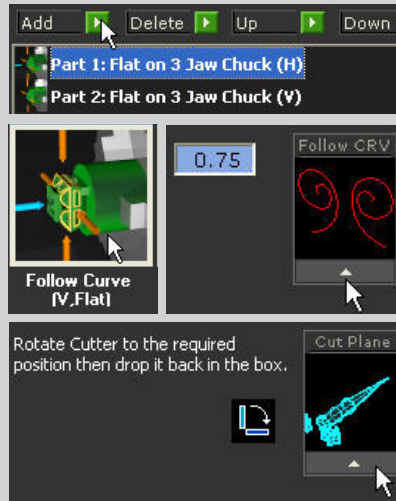 Add Delete Up Down
Part 1: Flat on 3 Jaw Chuck (H)
Part 2: Flat on 3 Jaw Chuck (V)
Follow Curve
(V,Flat)
0.75
Follow CRV
Rotate Cutter to the required
position then drop it back in the box.
Cut Plane